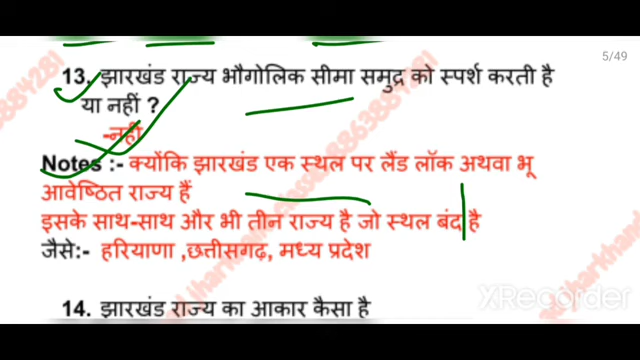 5/49
13. झारखंड राज्य भौगोलिक सीमा समुद्र को स्पर्श करती है
या नहीं ?
-नहीं
Notes :- क्योंकि झारखंड एक स्थल पर लैंड लॉक अथवा भू
आवेष्ठित राज्य हैं
इसके साथ-साथ और भी तीन राज्य है जो स्थल बंद है
जैसे:- हरियाणा ,छत्तीसगढ़, मध्य प्रदेश
14. झारखंड राज्य का आकार कैसा है
XRecorder